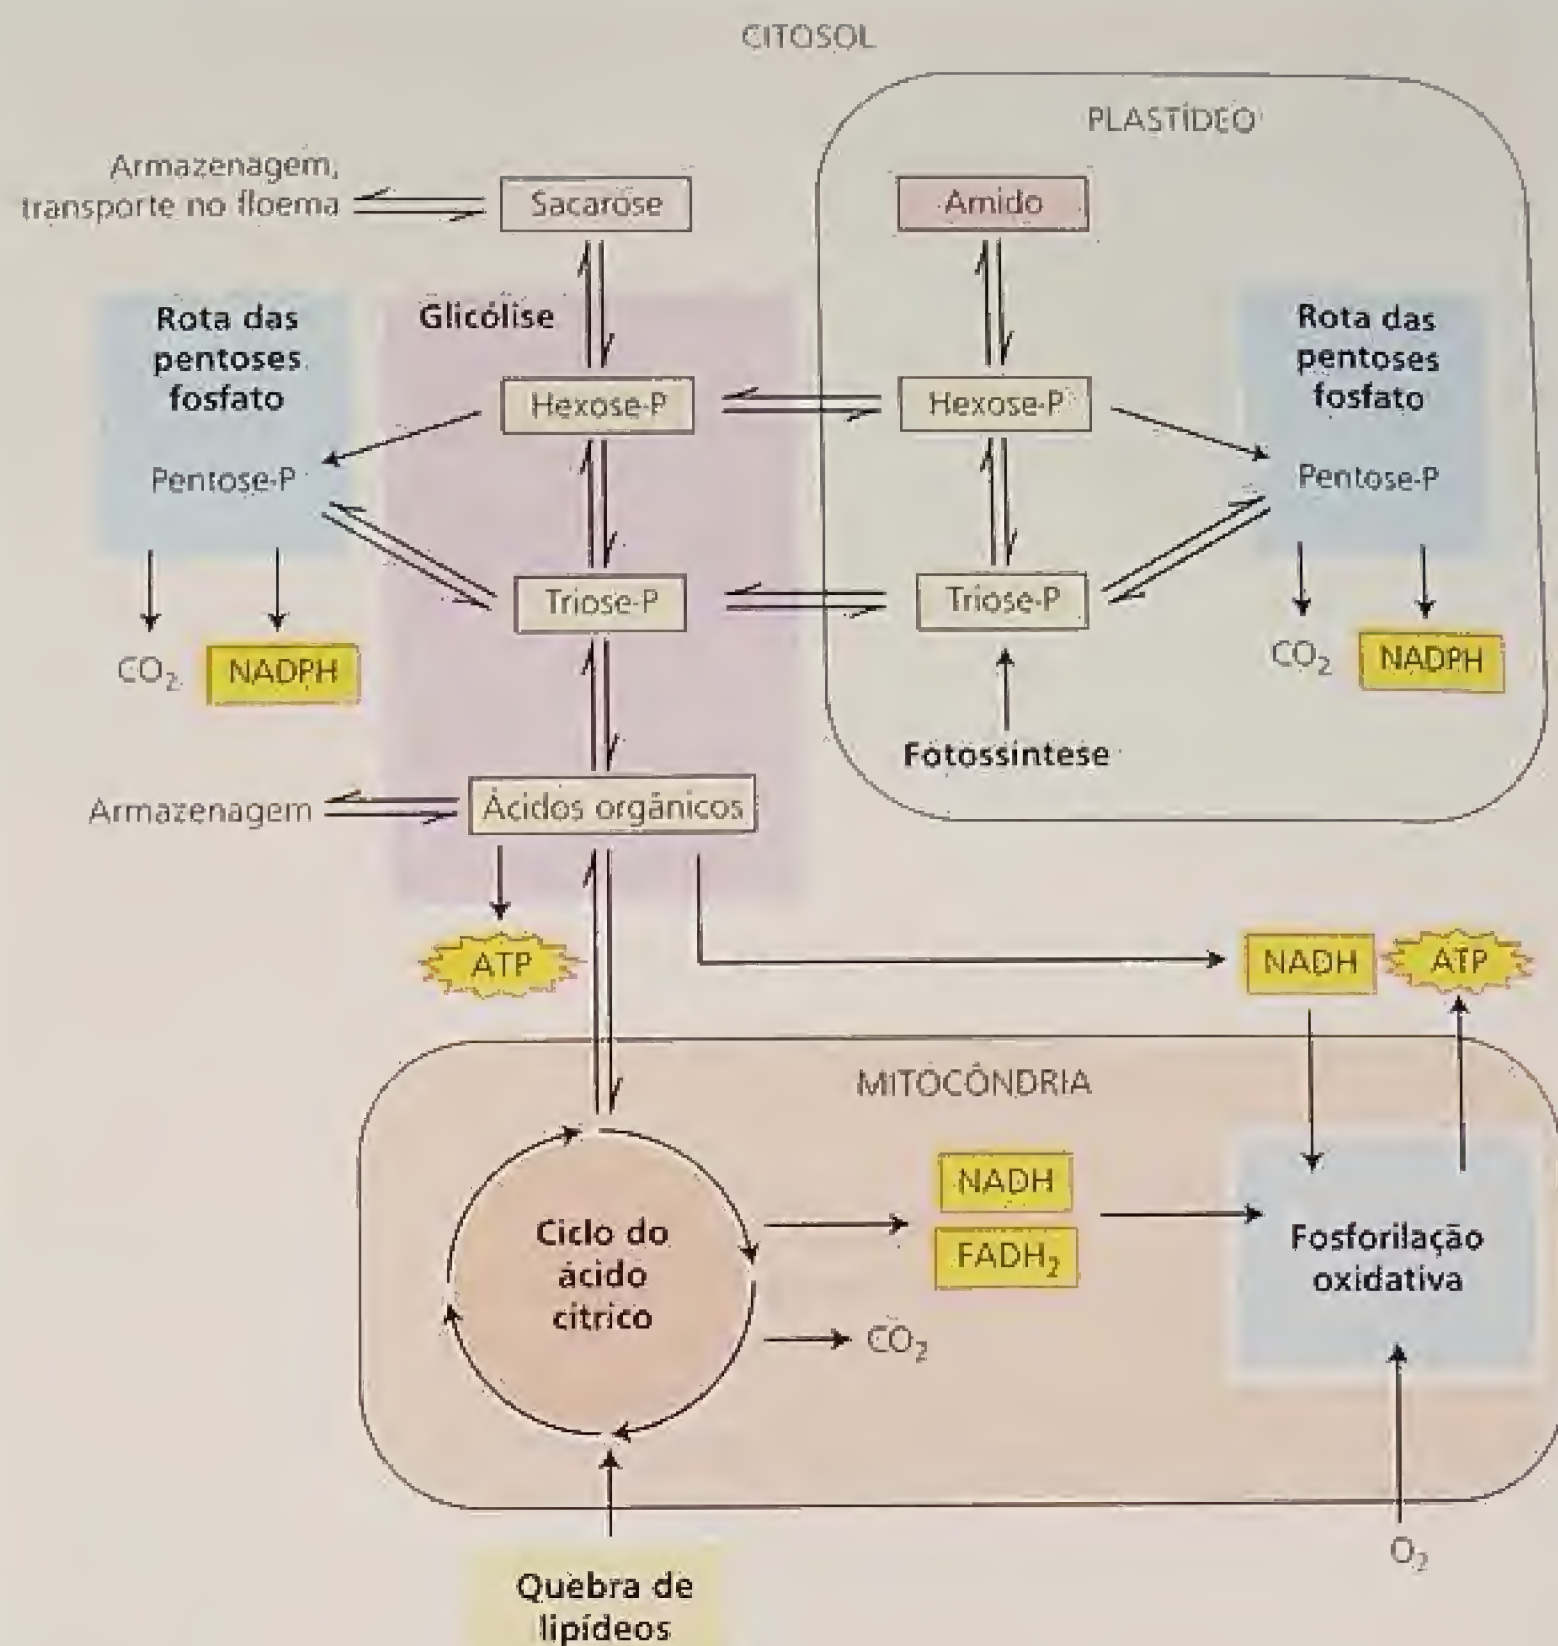 CITOSOL
PLASTÍDEO
Armazenagem,
transporte no floema
Sacarose
Amido
Rota das
pentoses
fosfato
Glicólise
Rota das
pentoses
fosfato
Hexose-P
Hexose-P
Pentose-P
Pentose-P
Triose-P
Triose-P
CO₂
NADPH
CO₂
NADPH
Fotossíntese
Armazenagem
Ácidos orgânicos
ATP
NADH
ATP
MITOCÔNDRIA
NADH
FADH₂
Ciclo do
ácido
cítrico
Fosforilação
oxidativa
CO₂
O₂
Quebra de
lipídeos